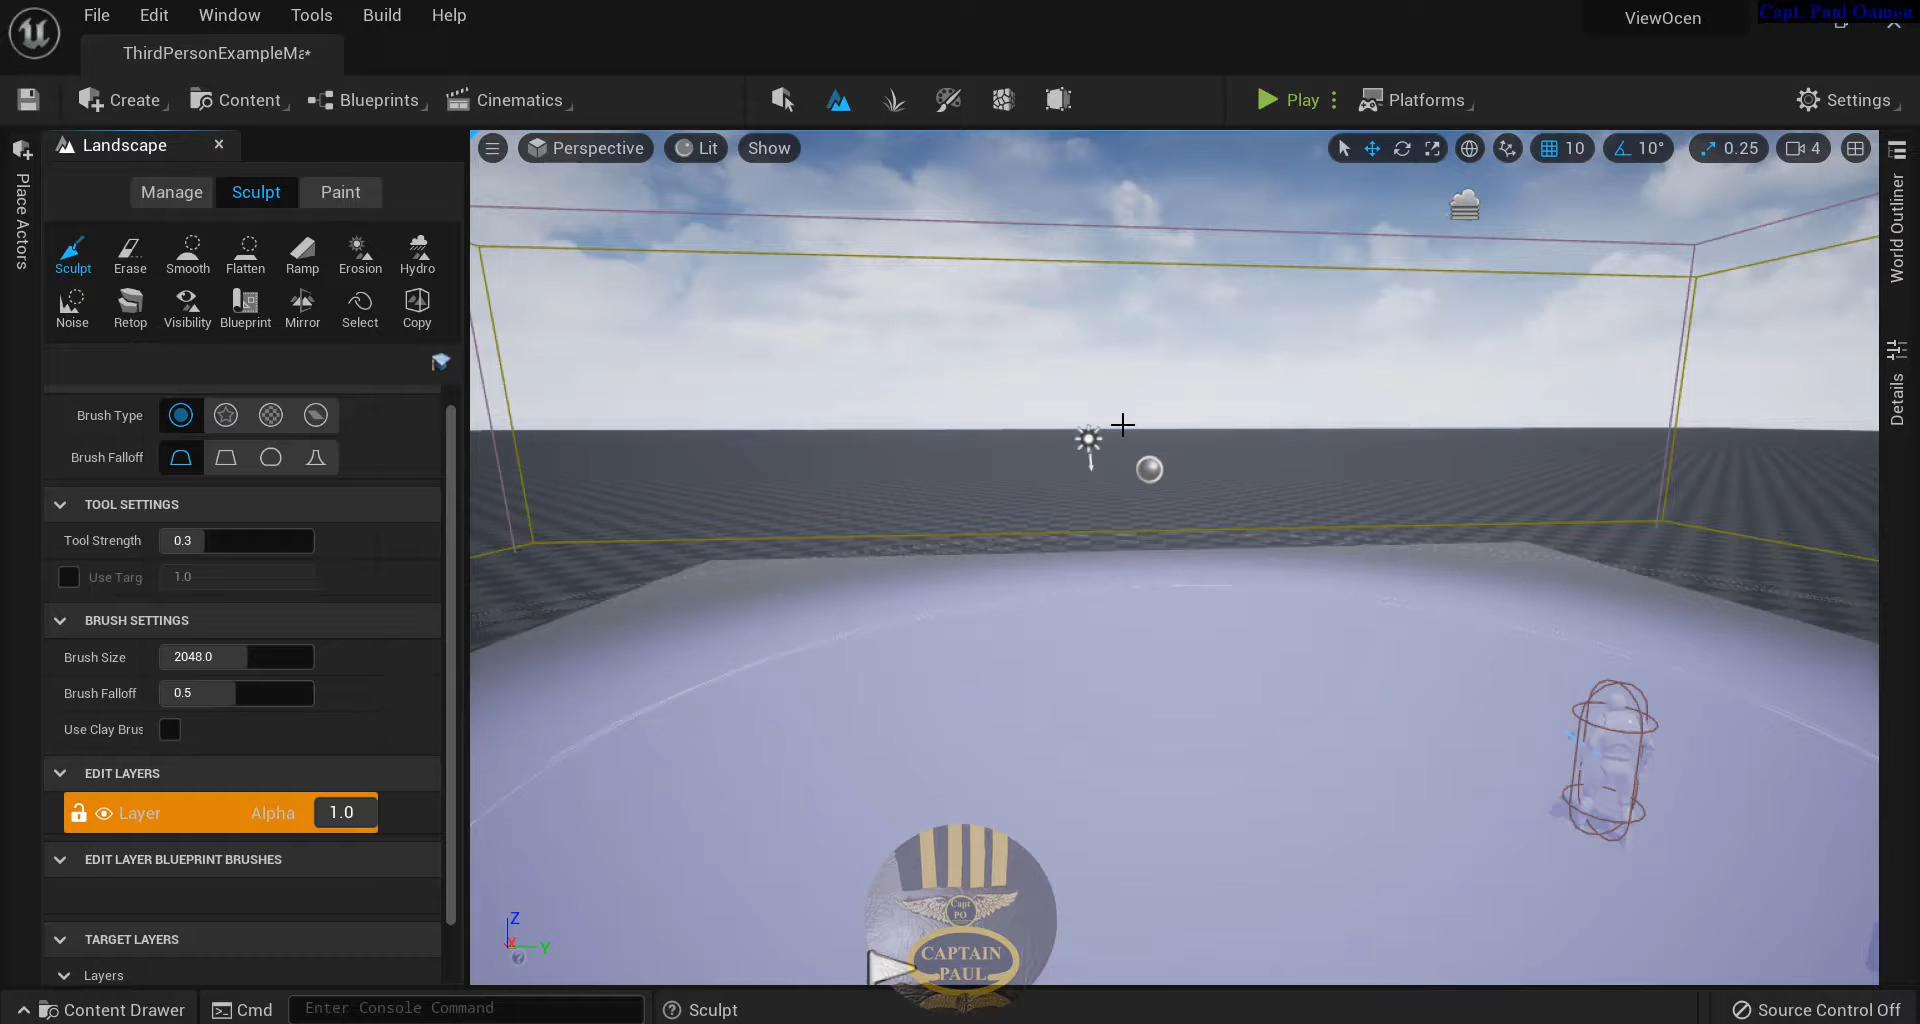 File Edit Window Tools Build Help
ViewOcen
Capt. Paul Oamen
ThirdPersonExampleMa*
Create Content Blueprints Cinematics Play Platforms Settings
Landscape
Perspective Lit Show 10 10° 0.25 4
Place Actors
World Outliner
Details
Manage Sculpt Paint
Sculpt Erase Smooth Flatten Ramp Erosion Hydro
Noise Retop Visibility Blueprint Mirror Select Copy
Brush Type
Brush Falloff
TOOL SETTINGS
Tool Strength 0.3
Use Targ 1.0
BRUSH SETTINGS
Brush Size 2048.0
Brush Falloff 0.5
Use Clay Brus
EDIT LAYERS
Layer Alpha 1.0
EDIT LAYER BLUEPRINT BRUSHES
TARGET LAYERS
Layers
Z
X Y
Capt
PO
CAPTAIN
PAUL
Content Drawer Cmd Enter Console Command Sculpt Source Control Off